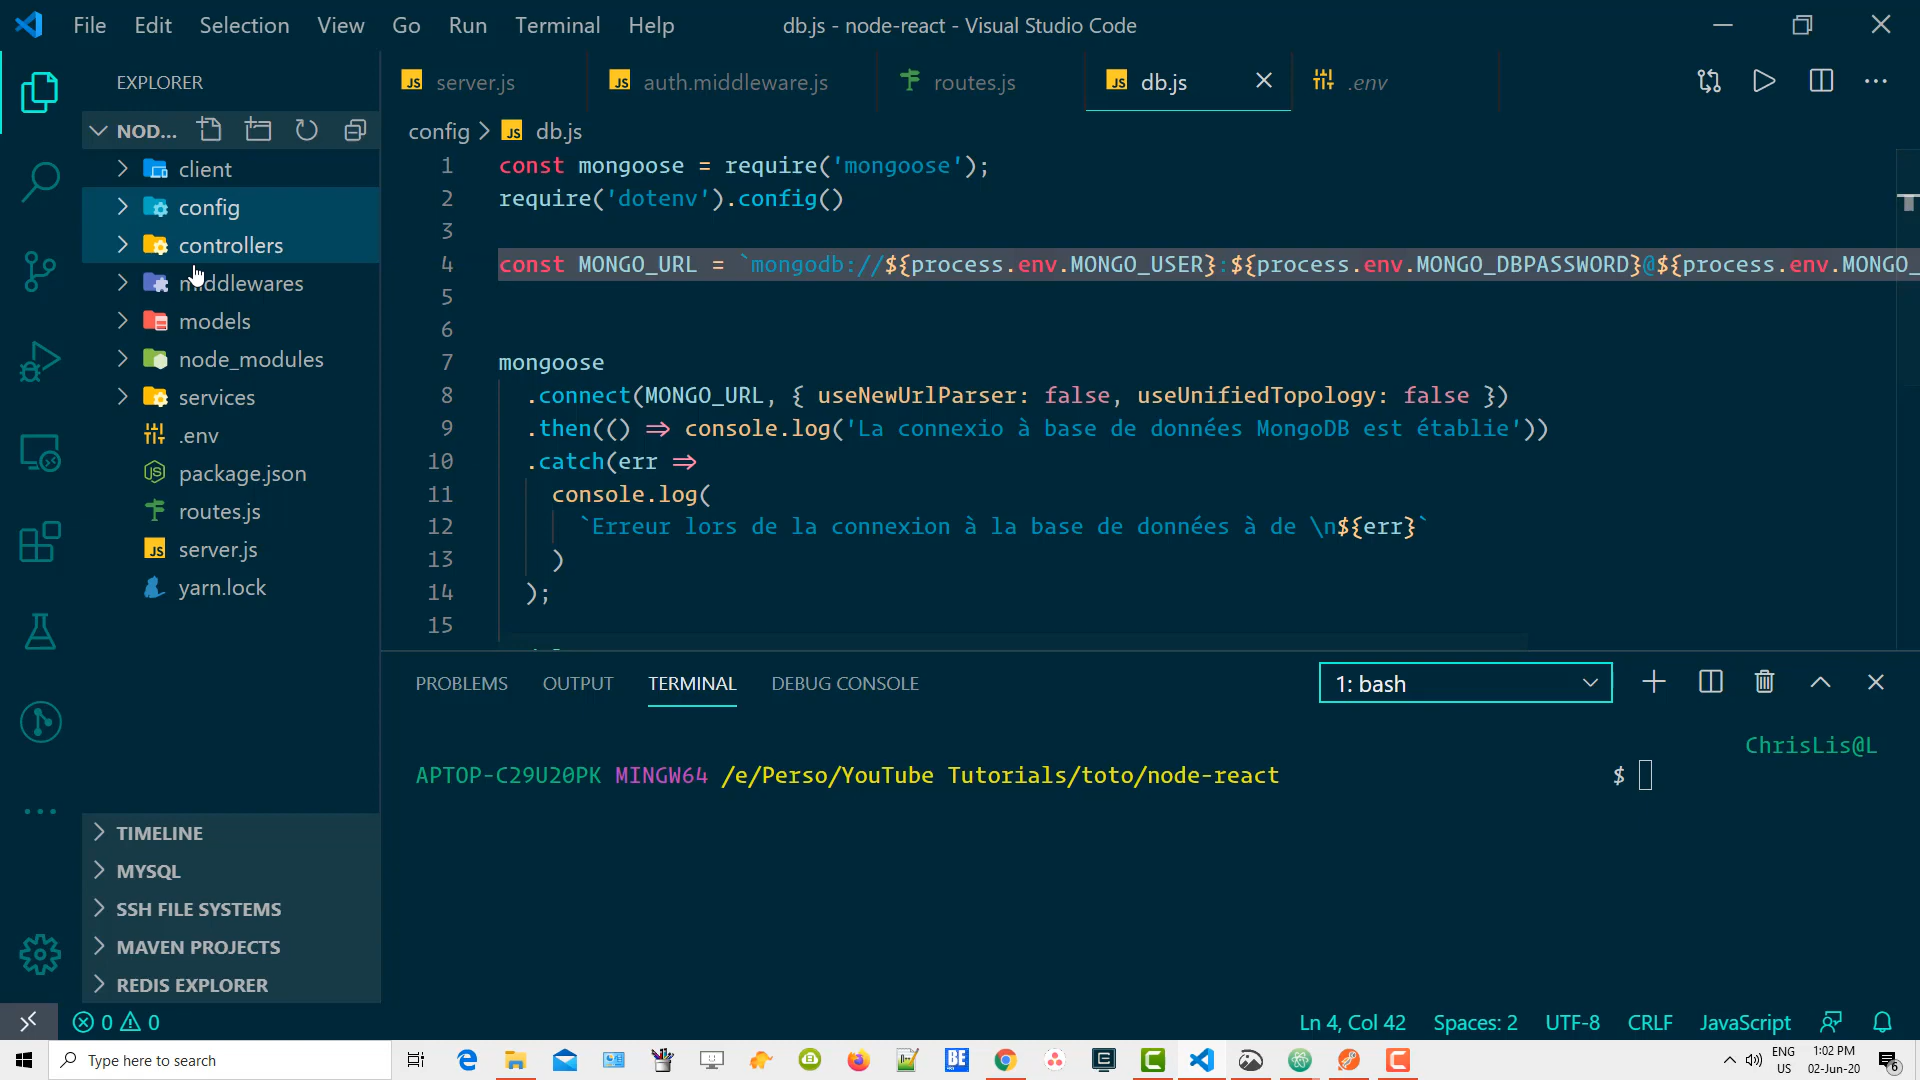 File Edit Selection View Go Run Terminal Help db.js - node-react - Visual Studio Code
EXPLORER
NOD...
client
config
controllers
middlewares
models
node_modules
services
.env
package.json
routes.js
server.js
yarn.lock
TIMELINE
MYSQL
SSH FILE SYSTEMS
MAVEN PROJECTS
REDIS EXPLORER
server.js auth.middleware.js routes.js db.js .env
config > db.js
1 const mongoose = require('mongoose');
2 require('dotenv').config()
3
4 const MONGO_URL = `mongodb://${process.env.MONGO_USER}:${process.env.MONGO_DBPASSWORD}@${process.env.MONGO_
5
6
7 mongoose
8 .connect(MONGO_URL, { useNewUrlParser: false, useUnifiedTopology: false })
9 .then(() => console.log('La connexio à base de données MongoDB est établie'))
10 .catch(err =>
11 console.log(
12 `Erreur lors de la connexion à la base de données à de \n${err}`
13 )
14 );
15
PROBLEMS OUTPUT TERMINAL DEBUG CONSOLE 1: bash
ChrisLis@L
APTOP-C29U20PK MINGW64 /e/Perso/YouTube Tutorials/toto/node-react $
0 0 Ln 4, Col 42 Spaces: 2 UTF-8 CRLF JavaScript
Type here to search
BE
ENG
US
1:02 PM
02-Jun-20
6